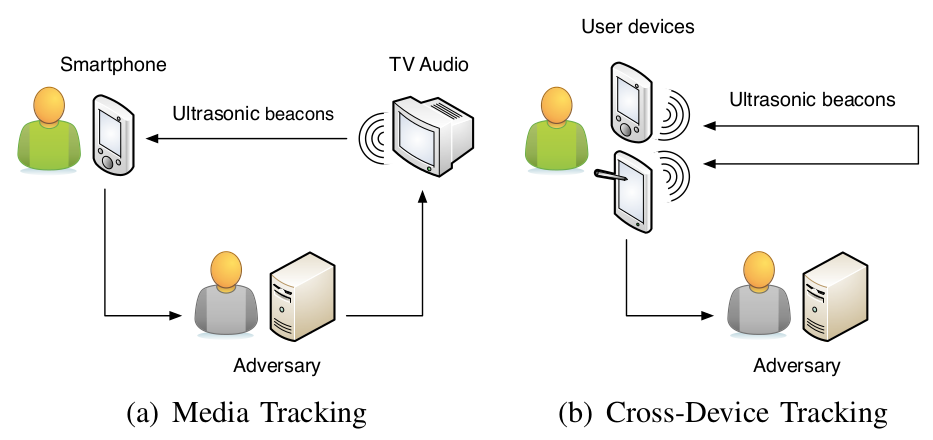 Smartphone
TV Audio
Ultrasonic beacons
Adversary
(a) Media Tracking
User devices
Ultrasonic beacons
Adversary
(b) Cross-Device Tracking